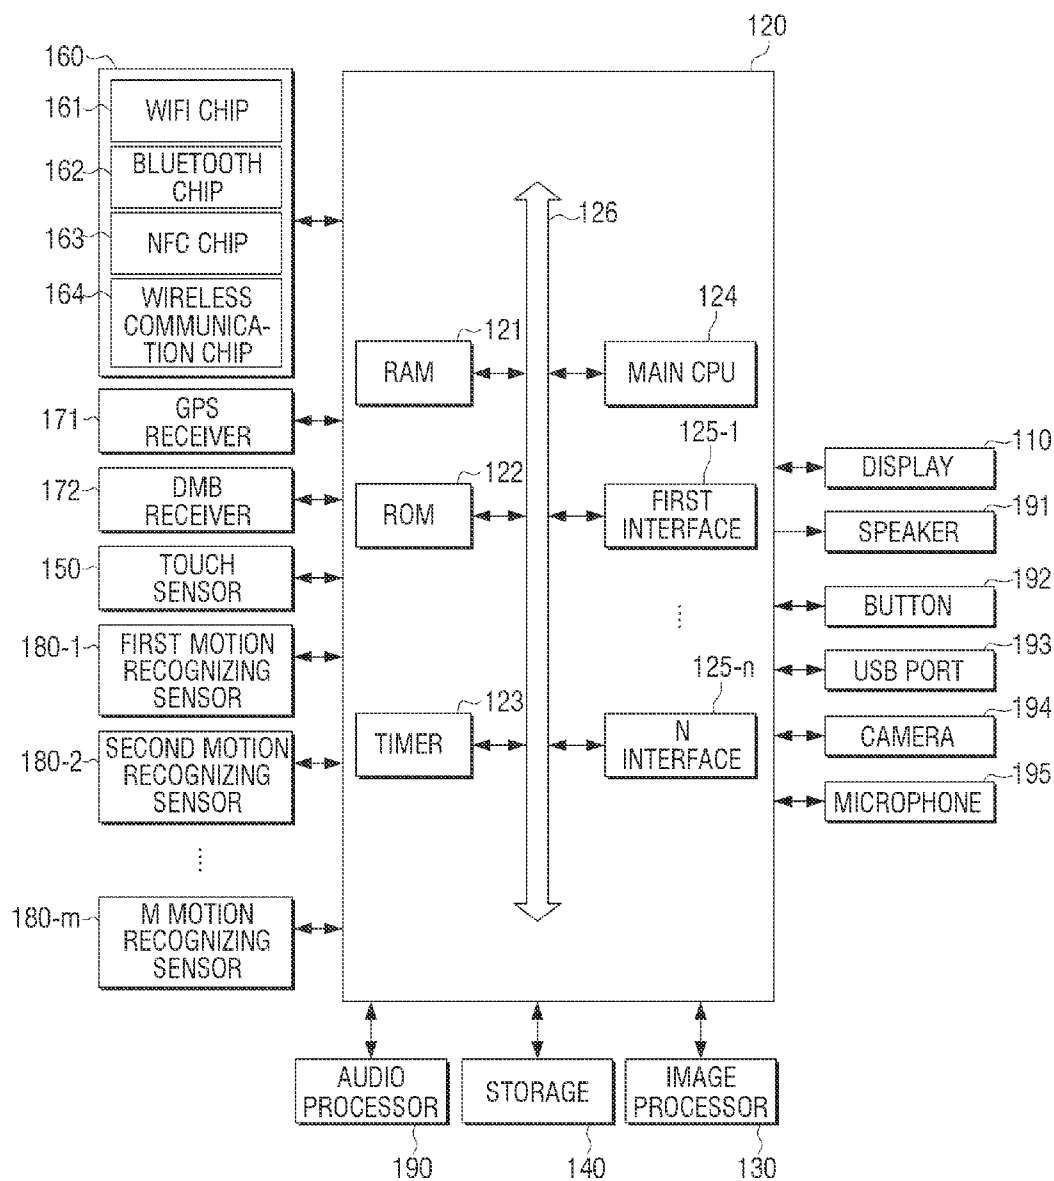 120
160
161
WIFI CHIP
162
BLUETOOTH
CHIP
163
NFC CHIP
164
WIRELESS
COMMUNICA-
TION CHIP
126
121
RAM
124
MAIN CPU
171
GPS
RECEIVER
172
DMB
RECEIVER
122
ROM
125-1
FIRST
INTERFACE
110
DISPLAY
191
SPEAKER
150
TOUCH
SENSOR
192
BUTTON
180-1
FIRST MOTION
RECOGNIZING
SENSOR
193
USB PORT
123
TIMER
125-n
N
INTERFACE
194
CAMERA
180-2
SECOND MOTION
RECOGNIZING
SENSOR
195
MICROPHONE
180-m
M MOTION
RECOGNIZING
SENSOR
AUDIO
PROCESSOR
190
STORAGE
140
IMAGE
PROCESSOR
130